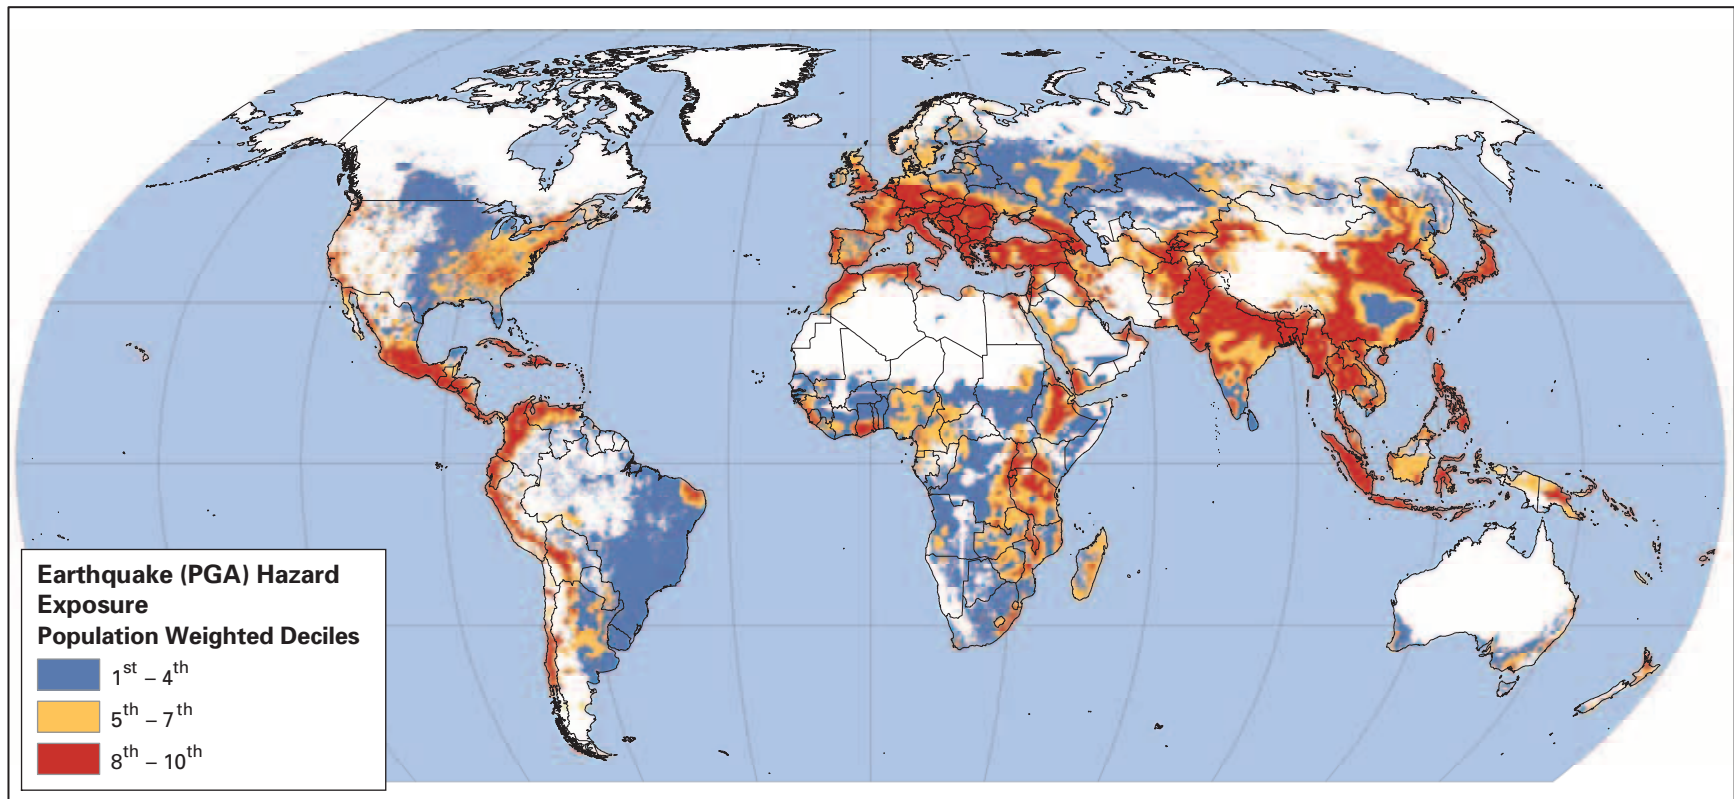 Earthquake (PGA) Hazard
Exposure
Population Weighted Deciles
1st – 4th
5th – 7th
8th – 10th